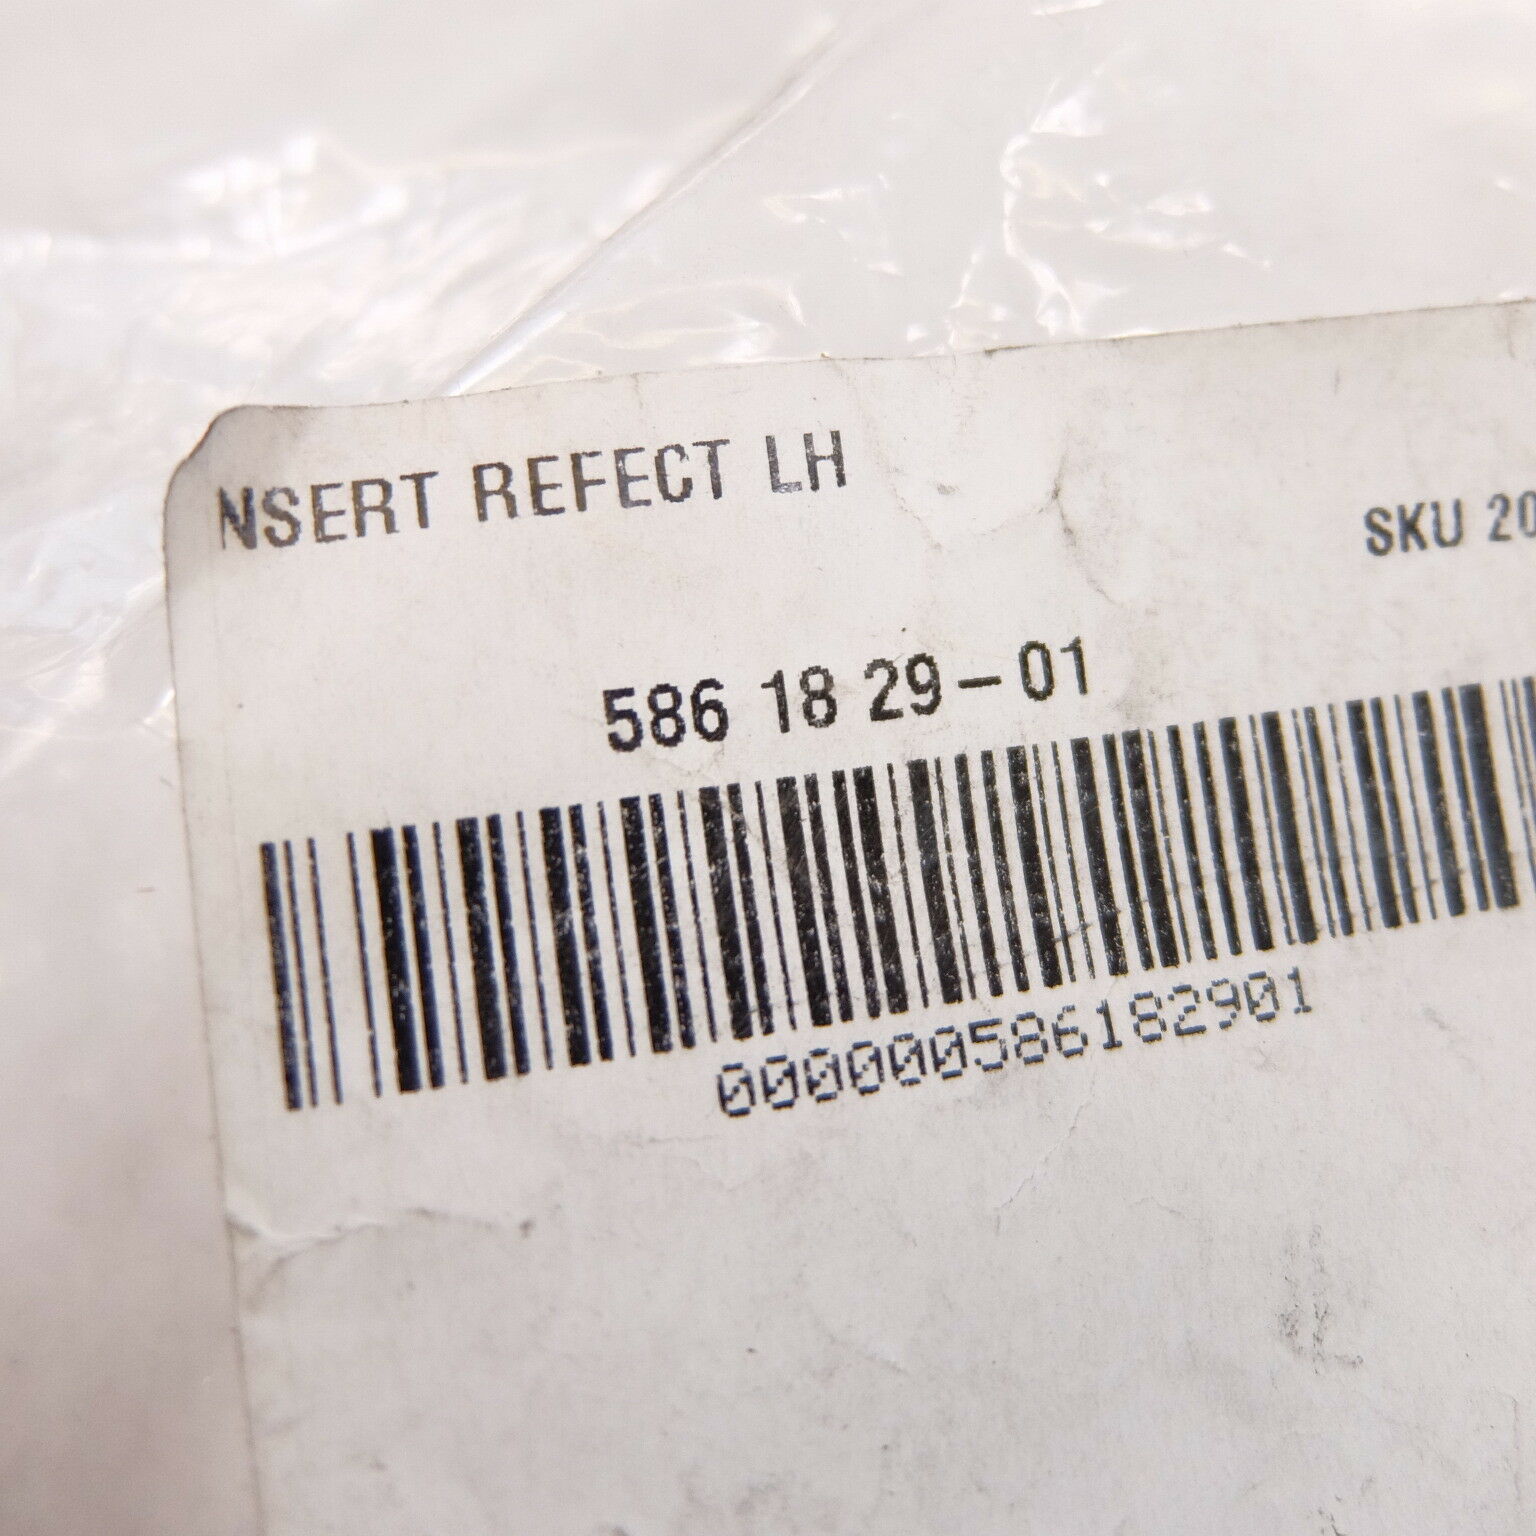 NSERT REFECT LH
SKU 20
586 18 29-01
000000586182901